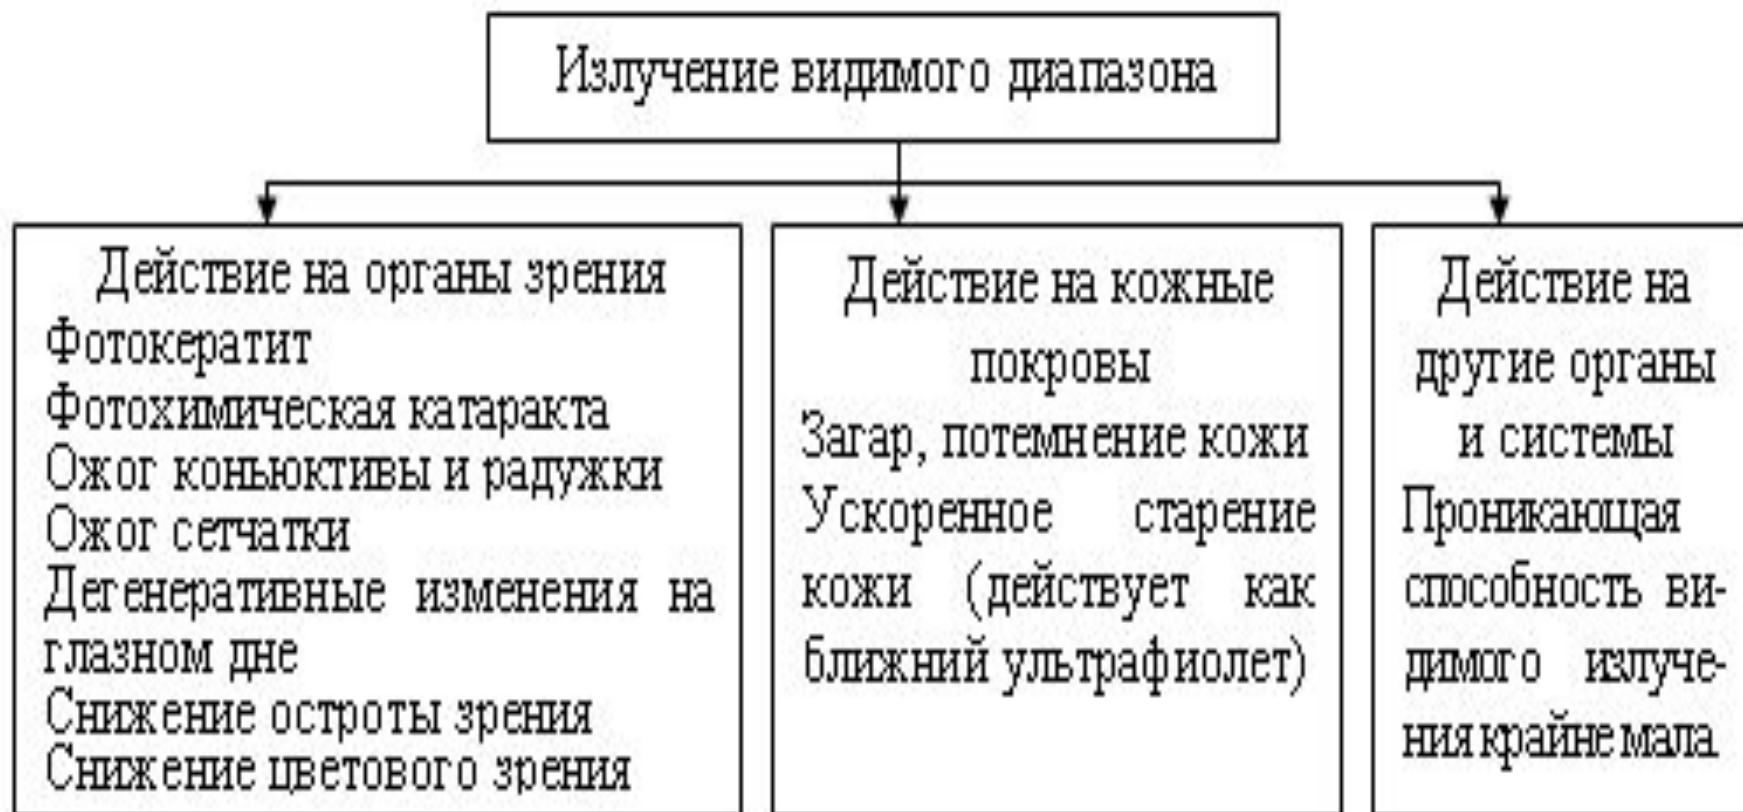 Излучение видимого диапазона
Действие на органы зрения
Фотокератит
Фотохимическая катаракта
Ожог коньюктивы и радужки
Ожог сетчатки
Дегенеративные изменения на
глазном дне
Снижение остроты зрения
Снижение цветового зрения
Действие на кожные
покровы
Загар, потемнение кожи
Ускоренное старение
кожи (действует как
ближний ультрафиолет)
Действие на
другие органы
и системы
Проникающая
способность ви-
димого излуче-
ния крайне мала.